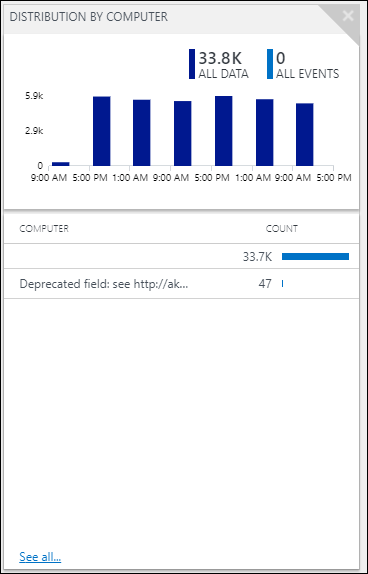 DISTRIBUTION BY COMPUTER
33.8K
ALL DATA
0
ALL EVENTS
5.9k
2.9k
0
9:00 AM 5:00 PM 1:00 AM 9:00 AM 5:00 PM 1:00 AM 9:00 AM 5:00 PM
COMPUTER COUNT
33.7K
Deprecated field: see http://ak... 47
See all...